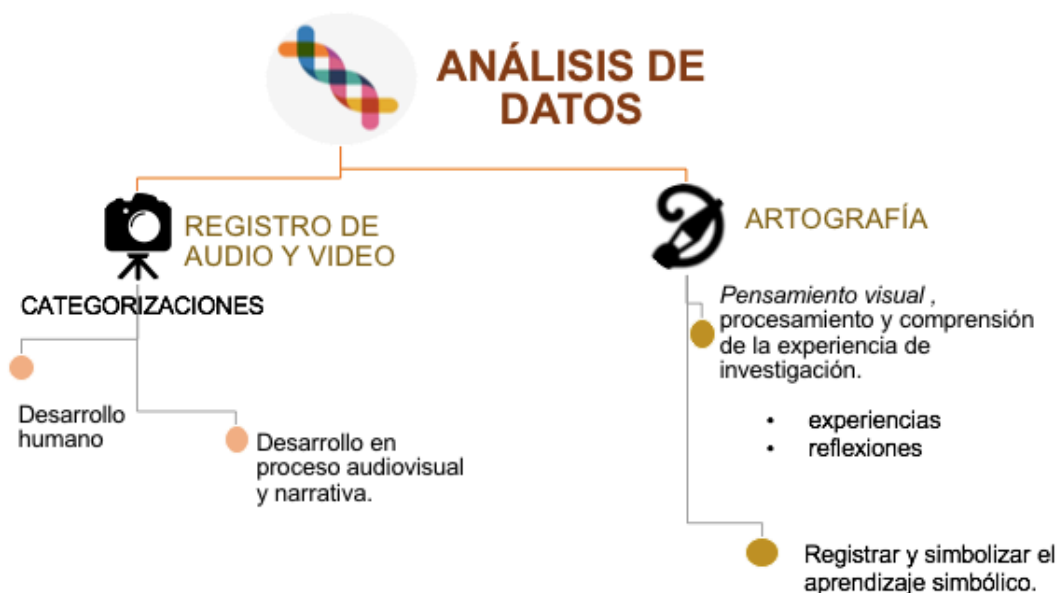 ANÁLISIS DE
DATOS
REGISTRO DE
AUDIO Y VIDEO
CATEGORIZACIONES
Desarrollo
humano
Desarrollo en
proceso audiovisual
y narrativa.
ARTOGRAFÍA
Pensamiento visual ,
procesamiento y comprensión
de la experiencia de
investigación.
• experiencias
• reflexiones
Registrar y simbolizar el
aprendizaje simbólico.